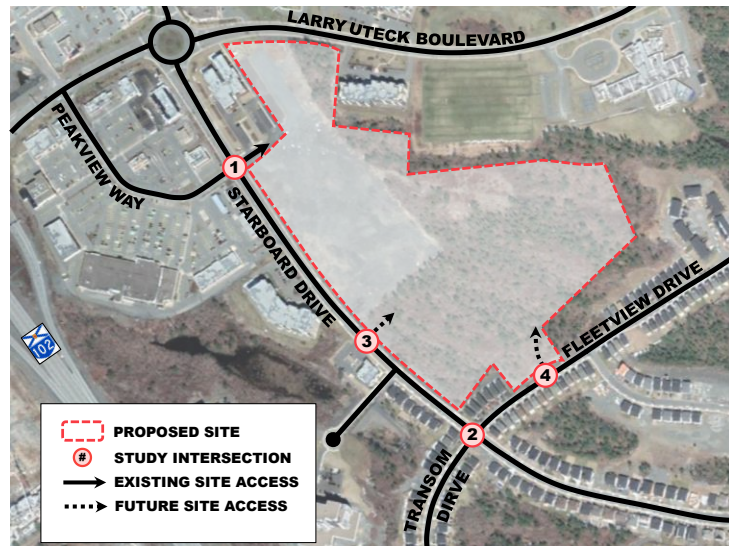 LARRY UTECK BOULEVARD
PEAKVIEW WAY
1
STARBOARD DRIVE
3
FLEETVIEW DRIVE
4
102
2
TRANSOM
DIRVE
PROPOSED SITE
# STUDY INTERSECTION
EXISTING SITE ACCESS
FUTURE SITE ACCESS